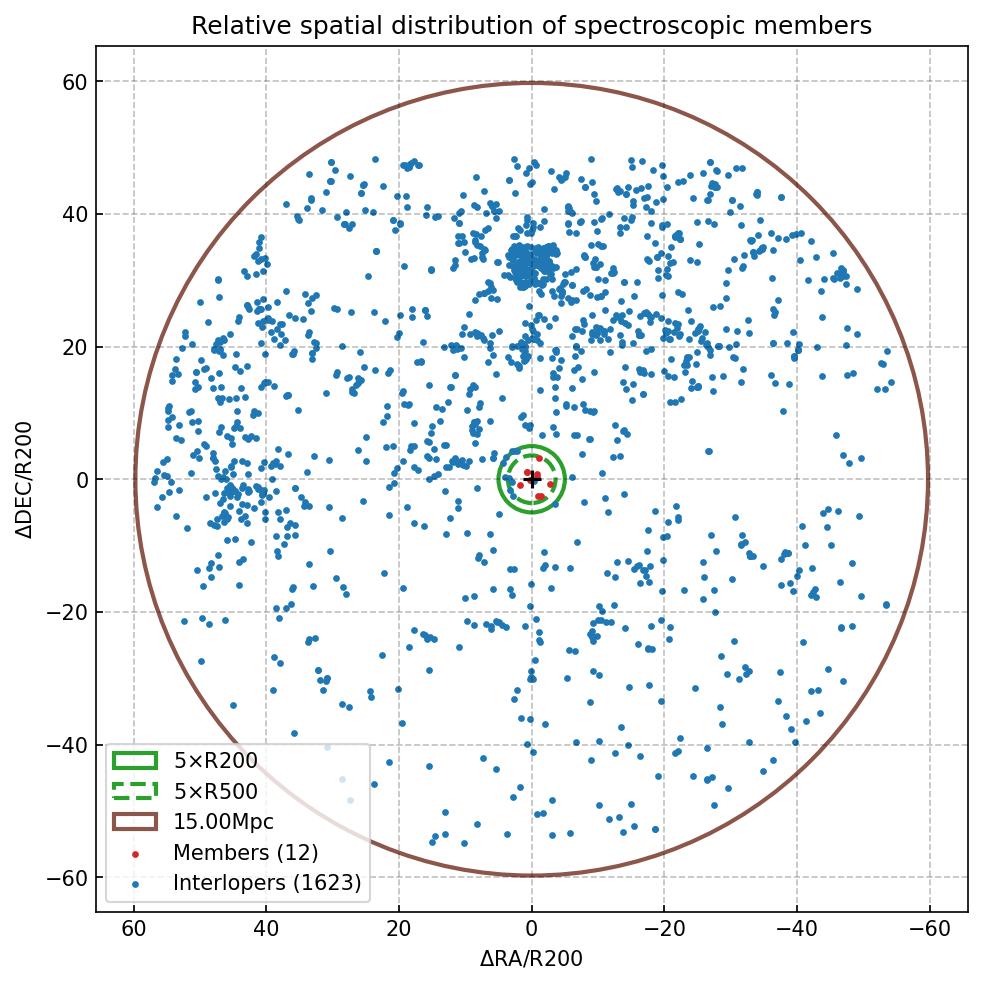 Relative spatial distribution of spectroscopic members
60
40
20
0
−20
−40
−60
ΔDEC/R200
5×R200
5×R500
15.00Mpc
Members (12)
Interlopers (1623)
60
40
20
0
−20
−40
−60
ΔRA/R200